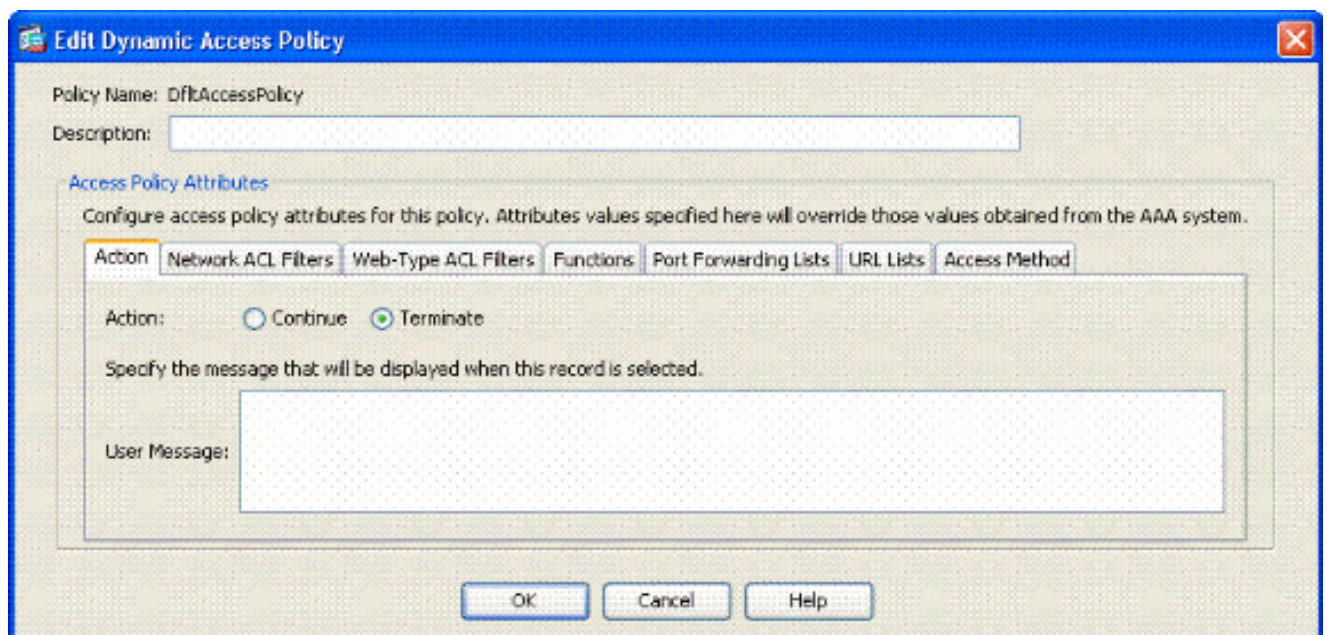 Edit Dynamic Access Policy
Policy Name: DfltAccessPolicy
Description:
Access Policy Attributes
Configure access policy attributes for this policy. Attributes values specified here will override those values obtained from the AAA system.
Action Network ACL Filters Web-Type ACL Filters Functions Port Forwarding Lists URL Lists Access Method
Action: Continue Terminate
Specify the message that will be displayed when this record is selected.
User Message:
OK Cancel Help